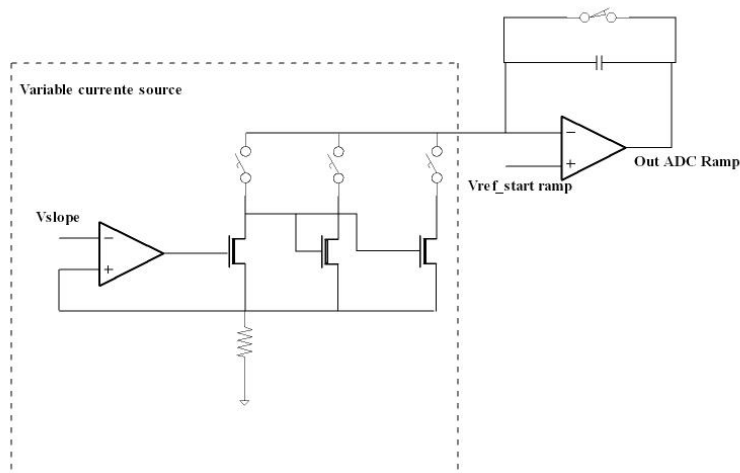 Variable currente source
Out ADC Ramp
Vref_start ramp
Vslope